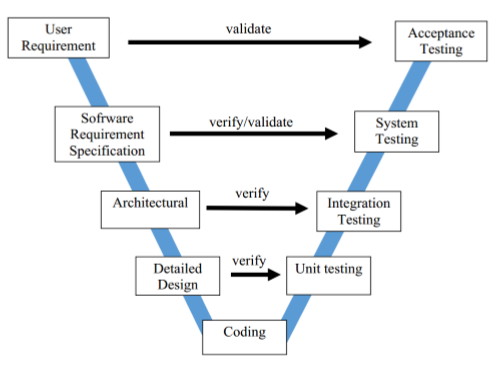 User
Requirement
validate
Acceptance
Testing
Sofrware
Requirement
Specification
verify/validate
System
Testing
Architectural
verify
Integration
Testing
Detailed
Design
verify
Unit testing
Coding